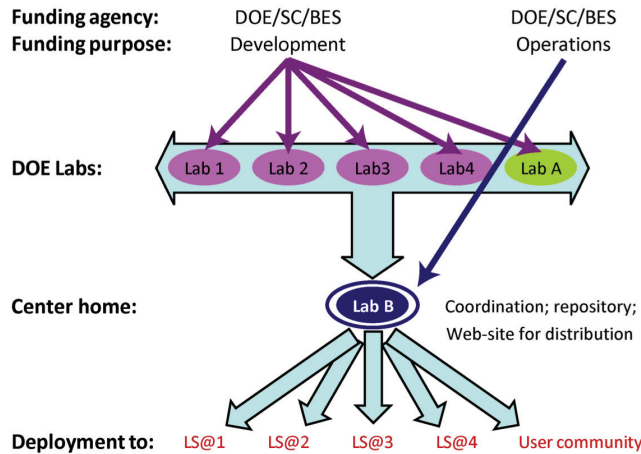 Funding agency: DOE/SC/BES DOE/SC/BES
Funding purpose: Development Operations
DOE Labs: Lab 1 Lab 2 Lab3 Lab4 Lab A
Center home: Lab B Coordination; repository;
Web-site for distribution
Deployment to: LS@1 LS@2 LS@3 LS@4 User community